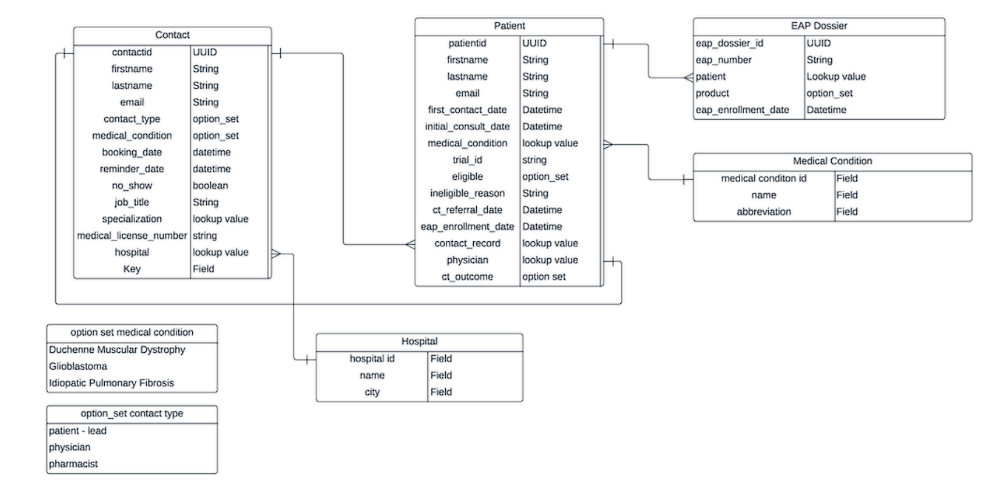 Contact
contactid UUID
firstname String
lastname String
email String
contact_type option_set
medical_condition option_set
booking_date datetime
reminder_date datetime
no_show boolean
job_title String
specialization lookup value
medical_license_number string
hospital lookup value
Key Field
Patient
patientid UUID
firstname String
lastname String
email String
first_contact_date Datetime
initial_consult_date Datetime
medical_condition lookup value
trial_id string
eligible option_set
ineligible_reason String
ct_referral_date Datetime
eap_enrollment_date Datetime
contact_record lookup value
physician lookup value
ct_outcome option set
EAP Dossier
eap_dossier_id UUID
eap_number String
patient Lookup value
product option_set
eap_enrollment_date Datetime
Medical Condition
medical conditon id Field
name Field
abbreviation Field
option set medical condition
Duchenne Muscular Dystrophy
Glioblastoma
Idiopatic Pulmonary Fibrosis
Hospital
hospital id Field
name Field
city Field
option_set contact type
patient - lead
physician
pharmacist